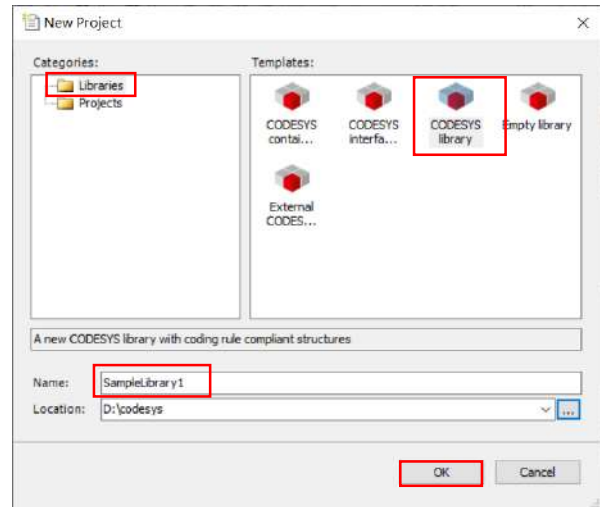 New Project
Categories:
Templates:
Libraries
Projects
CODESYS contai...
CODESYS interfa...
CODESYS library
Empty library
External CODES...
A new CODESYS library with coding rule compliant structures
Name:
SampleLibrary1
Location:
D:\codesys
...
OK
Cancel